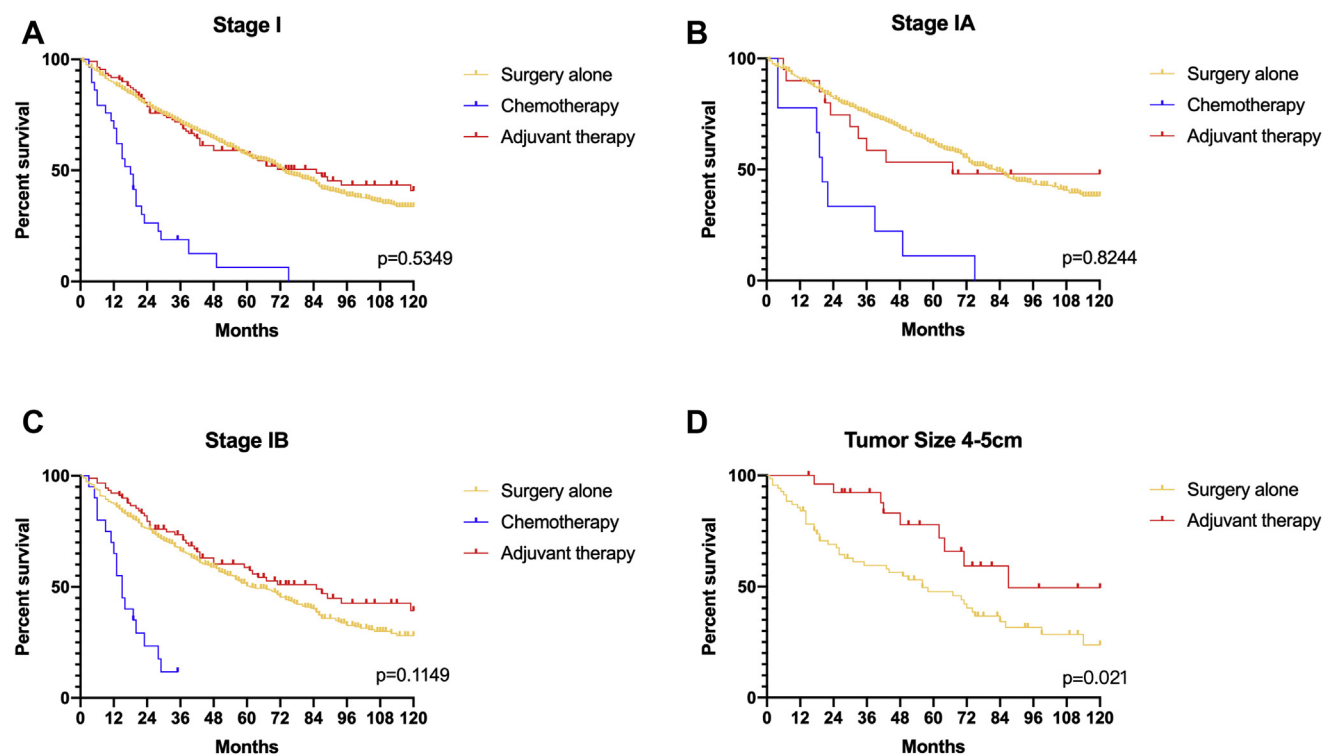 A
Stage I
Percent survival
100
50
0
0 12 24 36 48 60 72 84 96 108 120
Months
Surgery alone
Chemotherapy
Adjuvant therapy
p=0.5349
B
Stage IA
Percent survival
100
50
0
0 12 24 36 48 60 72 84 96 108 120
Months
Surgery alone
Chemotherapy
Adjuvant therapy
p=0.8244
C
Stage IB
Percent survival
100
50
0
0 12 24 36 48 60 72 84 96 108 120
Months
Surgery alone
Chemotherapy
Adjuvant therapy
p=0.1149
D
Tumor Size 4-5cm
Percent survival
100
50
0
0 12 24 36 48 60 72 84 96 108 120
Months
Surgery alone
Adjuvant therapy
p=0.021